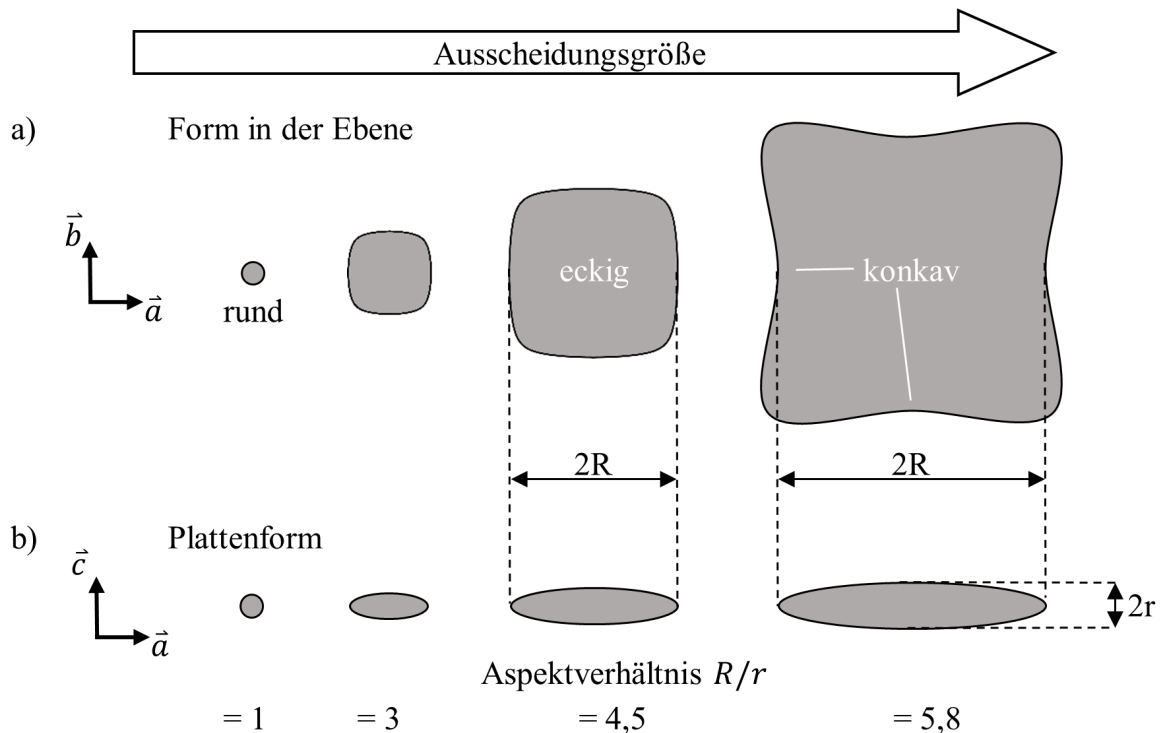 Ausscheidungsgröße
a) Form in der Ebene
b⃗
a⃗
rund
eckig
konkav
2R 2R
b) Plattenform
c⃗
a⃗
2r
Aspektverhältnis R/r
= 1 = 3 = 4,5 = 5,8